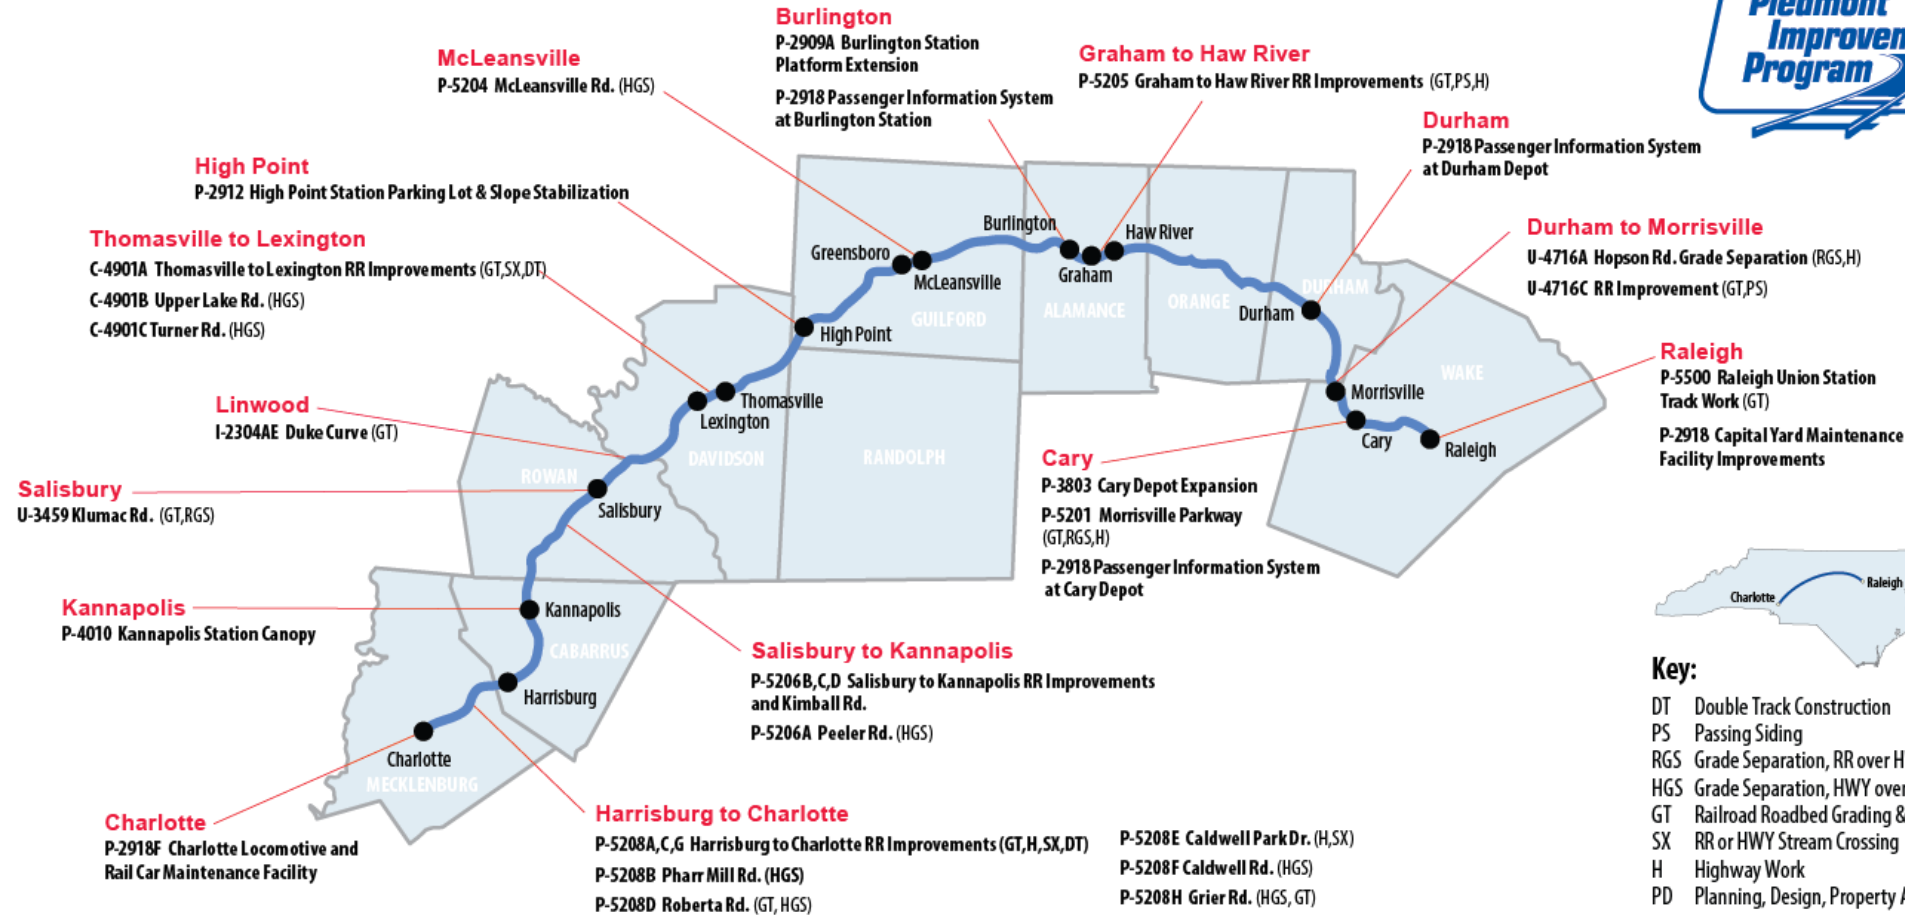 Piedmont
Program
Burlington
P-2909A Burlington Station
Platform Extension
P-2918 Passenger Information System
at Burlington Station
McLeansville
P-5204 McLeansville Rd. (HGS)
Graham to Haw River
P-5205 Graham to Haw River RR Improvements (GT,PS,H)
Durham
P-2918 Passenger Information System
at Durham Depot
High Point
P-2912 High Point Station Parking Lot & Slope Stabilization
Thomasville to Lexington
C-4901A Thomasville to Lexington RR Improvements (GT,SX,DT)
C-4901B Upper Lake Rd. (HGS)
C-4901C Turner Rd. (HGS)
Durham to Morrisville
U-4716A Hopson Rd. Grade Separation (RGS,H)
U-4716C RR Improvement (GT,PS)
Raleigh
P-5500 Raleigh Union Station
Track Work (GT)
P-2918 Capital Yard Maintenance
Facility Improvements
Linwood
I-2304AE Duke Curve (GT)
Salisbury
U-3459 Klumac Rd. (GT,RGS)
Cary
P-3803 Cary Depot Expansion
P-5201 Morrisville Parkway
(GT,RGS,H)
P-2918 Passenger Information System
at Cary Depot
Kannapolis
P-4010 Kannapolis Station Canopy
Salisbury to Kannapolis
P-5206B,C,D Salisbury to Kannapolis RR Improvements
and Kimball Rd.
P-5206A Peeler Rd. (HGS)
Charlotte
P-2918F Charlotte Locomotive and
Rail Car Maintenance Facility
Harrisburg to Charlotte
P-5208A,C,G Harrisburg to Charlotte RR Improvements (GT,H,SX,DT)
P-5208B Pharr Mill Rd. (HGS)
P-5208D Roberta Rd. (GT, HGS)
P-5208E Caldwell Park Dr. (H,SX)
P-5208F Caldwell Rd. (HGS)
P-5208H Grier Rd. (HGS, GT)
Burlington
Haw River
Greensboro
McLeansville
Graham
High Point
Durham
Thomasville
Lexington
Morrisville
Cary
Raleigh
Salisbury
Kannapolis
Harrisburg
Charlotte
GUILFORD
ALAMANCE
ORANGE
DURHAM
WAKE
ROWAN
DAVIDSON
RANDOLPH
CABARRUS
MECKLENBURG
Charlotte
Raleigh
Key:
DT Double Track Construction
PS Passing Siding
RGS Grade Separation, RR over
HGS Grade Separation, HWY over
GT Railroad Roadbed Grading &
SX RR or HWY Stream Crossing
H Highway Work
PD Planning, Design, Property